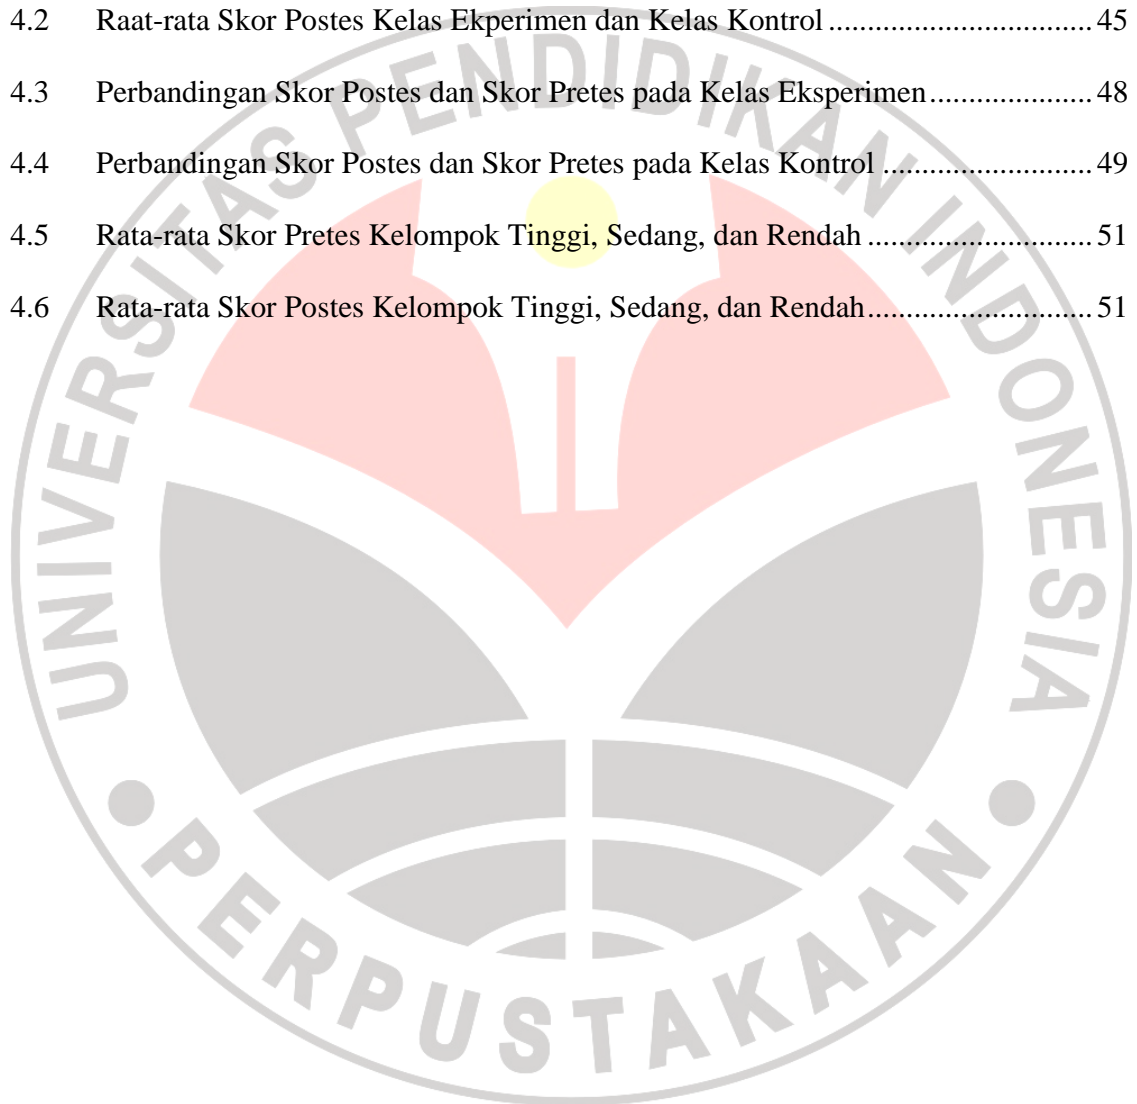 4.2 Raat-rata Skor Postes Kelas Ekperimen dan Kelas Kontrol ................................ 45
4.3 Perbandingan Skor Postes dan Skor Pretes pada Kelas Eksperimen .................... 48
4.4 Perbandingan Skor Postes dan Skor Pretes pada Kelas Kontrol ......................... 49
4.5 Rata-rata Skor Pretes Kelompok Tinggi, Sedang, dan Rendah ........................... 51
4.6 Rata-rata Skor Postes Kelompok Tinggi, Sedang, dan Rendah ........................... 51
UNIVERSITAS PENDIDIKAN INDONESIA
PERPUSTAKAAN